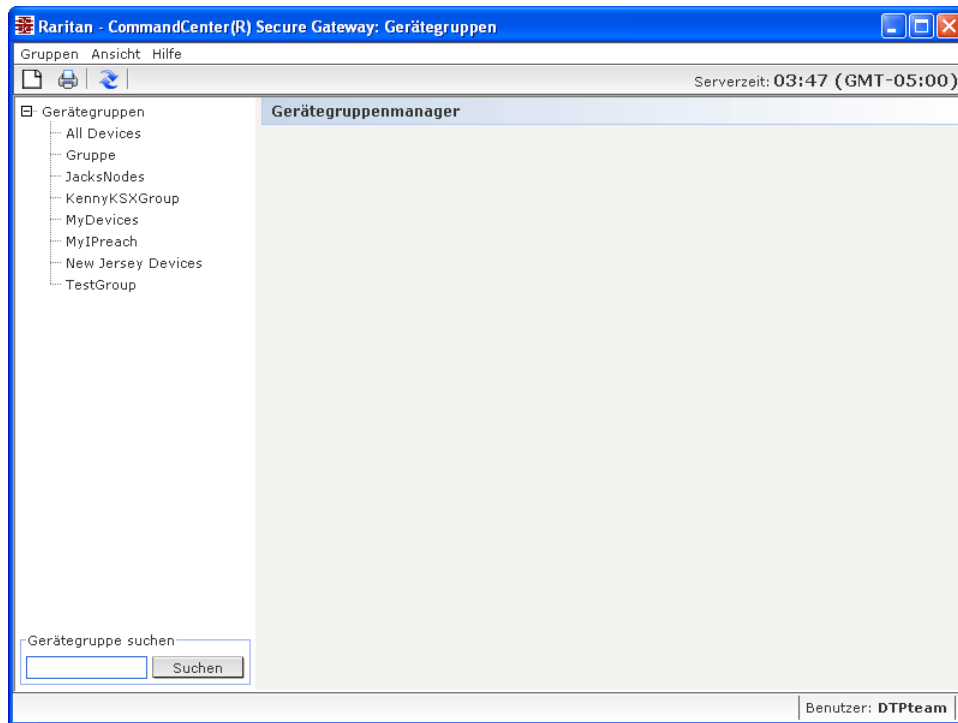 Raritan - CommandCenter(R) Secure Gateway: Gerätegruppen
Gruppen Ansicht Hilfe
Serverzeit: 03:47 (GMT-05:00)
Gerätegruppen
All Devices
Gruppe
JacksNodes
KennyKSXGroup
MyDevices
MyIPreach
New Jersey Devices
TestGroup
Gerätegruppenmanager
Gerätegruppe suchen
Suchen
Benutzer: DTPteam